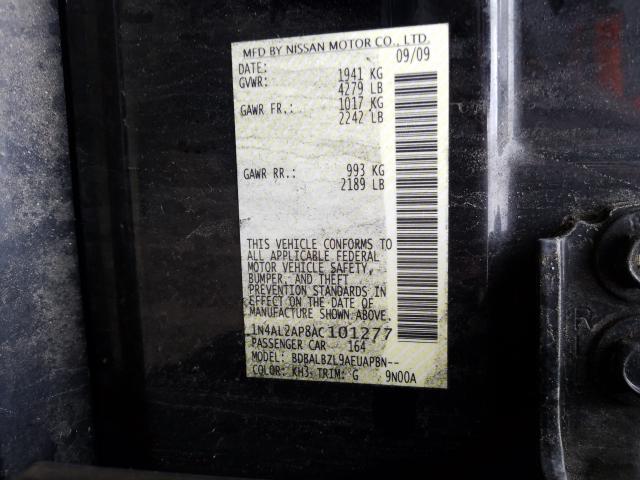 MFD BY NISSAN MOTOR CO., LTD.
DATE: 09/09
GVWR: 1941 KG
4279 LB
GAWR FR.: 1017 KG
2242 LB
GAWR RR.: 993 KG
2189 LB
THIS VEHICLE CONFORMS TO
ALL APPLICABLE FEDERAL
MOTOR VEHICLE SAFETY,
BUMPER, AND THEFT
PREVENTION STANDARDS IN
EFFECT ON THE DATE OF
MANUFACTURE SHOWN ABOVE.
1N4AL2AP8AC101277
PASSENGER CAR 164
MODEL: BDBALBZL9AEUAPBN--
COLOR: KH3 TRIM: G 9N00A